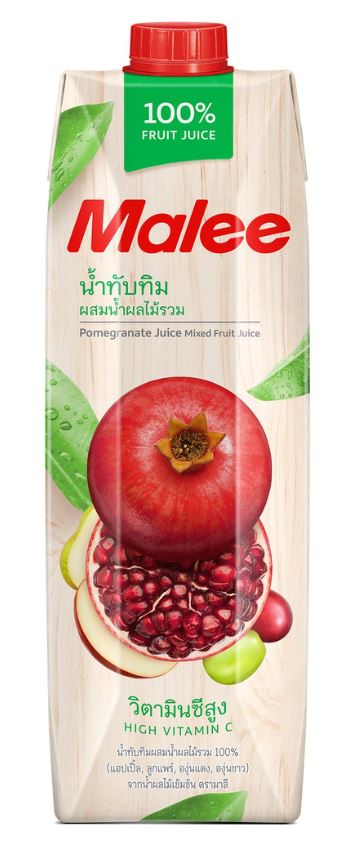 100%
FRUIT JUICE
Malee
น้ำทับทิม
ผสมน้ำผลไม้รวม
Pomegranate Juice Mixed Fruit Juice
วิตามินซีสูง
HIGH VITAMIN C
น้ำทับทิมผสมน้ำผลไม้รวม 100%
(แอปเปิ้ล, ลูกแพร์, องุ่นแดง, องุ่นขาว)
จากน้ำผลไม้เข้มข้น ตรามาลี